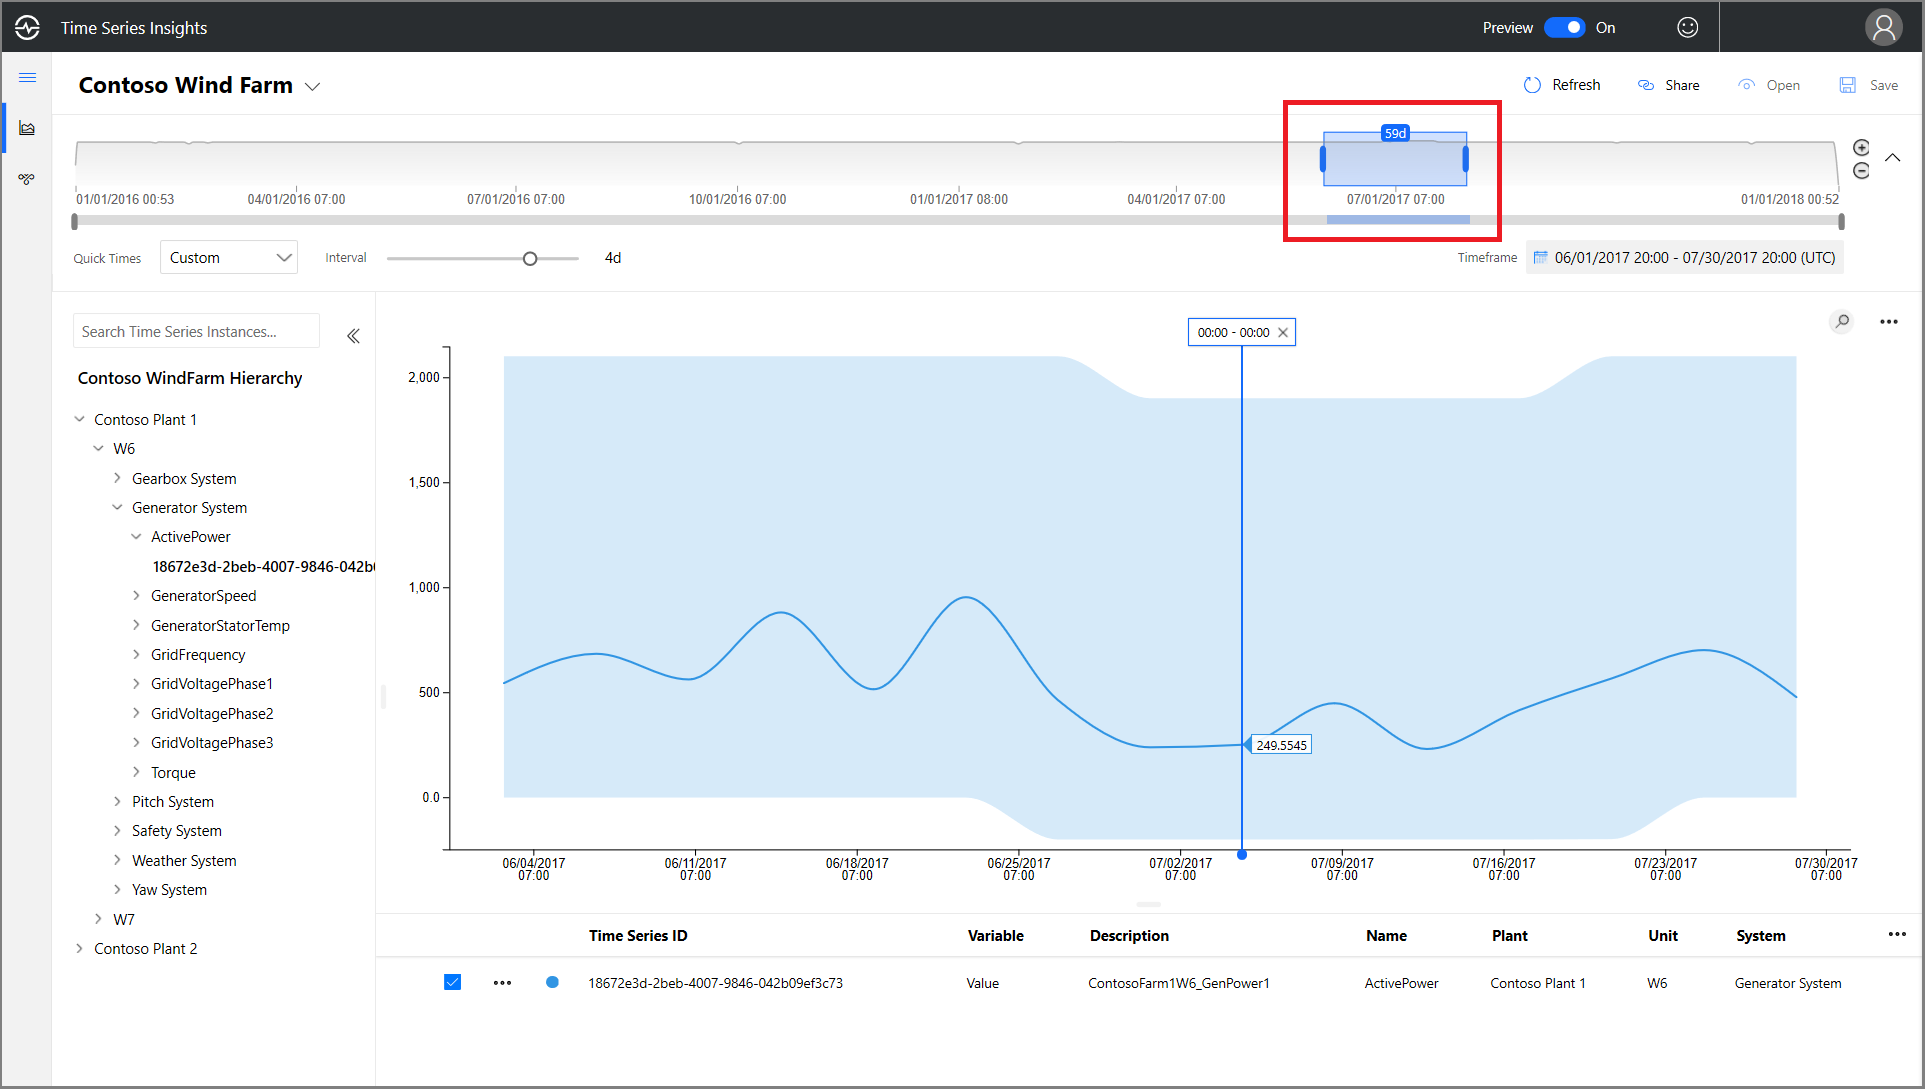 Time Series Insights
Preview On
Contoso Wind Farm
Refresh Share Open Save
59d
01/01/2016 00:53 04/01/2016 07:00 07/01/2016 07:00 10/01/2016 07:00 01/01/2017 08:00 04/01/2017 07:00 07/01/2017 07:00 01/01/2018 00:52
Quick Times Custom Interval 4d Timeframe 06/01/2017 20:00 - 07/30/2017 20:00 (UTC)
Search Time Series Instances...
Contoso WindFarm Hierarchy
Contoso Plant 1
W6
Gearbox System
Generator System
ActivePower
18672e3d-2beb-4007-9846-042b
GeneratorSpeed
GeneratorStatorTemp
GridFrequency
GridVoltagePhase1
GridVoltagePhase2
GridVoltagePhase3
Torque
Pitch System
Safety System
Weather System
Yaw System
W7
Contoso Plant 2
00:00 - 00:00
2,000
1,500
1,000
500
0.0
249.5545
06/04/2017 06/11/2017 06/18/2017 06/25/2017 07/02/2017 07/09/2017 07/16/2017 07/23/2017 07/30/2017
07:00 07:00 07:00 07:00 07:00 07:00 07:00 07:00 07:00
Time Series ID Variable Description Name Plant Unit System
18672e3d-2beb-4007-9846-042b09ef3c73 Value ContosoFarm1W6_GenPower1 ActivePower Contoso Plant 1 W6 Generator System